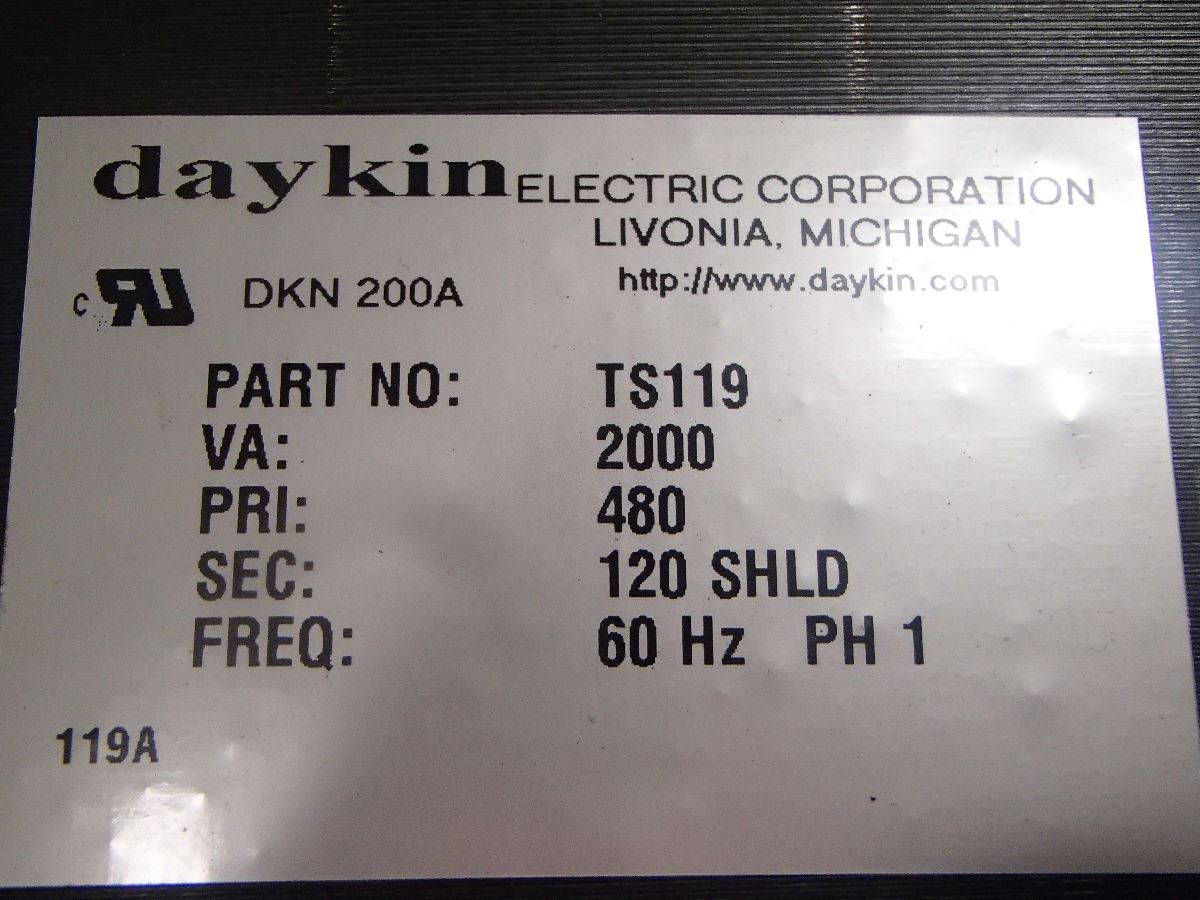 daykin ELECTRIC CORPORATION
LIVONIA, MICHIGAN
http://www.daykin.com
c RU DKN 200A
PART NO: TS119
VA: 2000
PRI: 480
SEC: 120 SHLD
FREQ: 60 Hz PH 1
119A